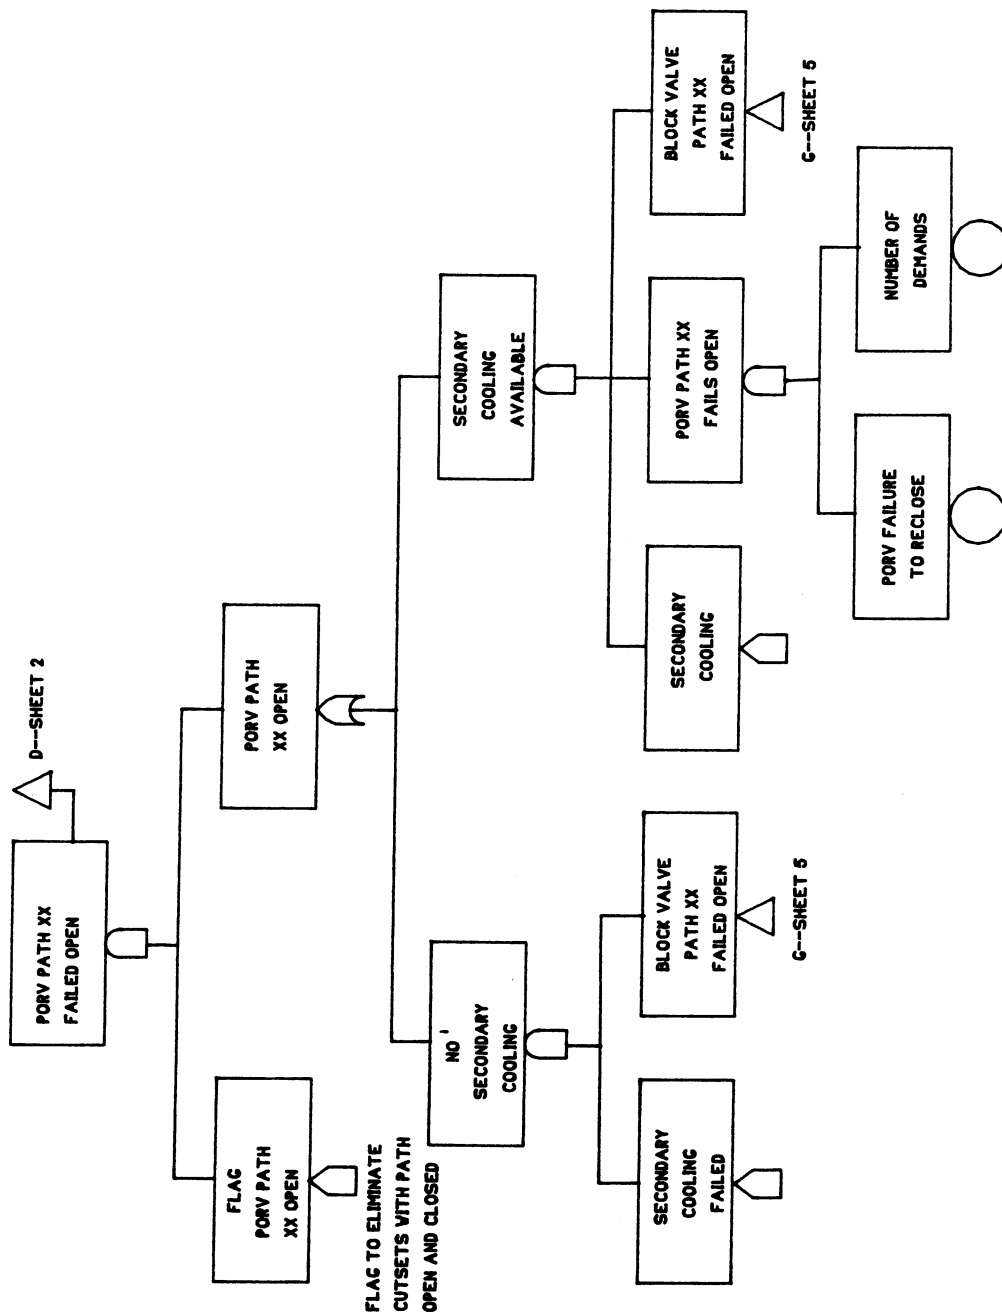 D--SHEET 2
PORV PATH XX
FAILED OPEN
FLAG
PORV PATH
XX OPEN
FLAG TO ELIMINATE
CUTSETS WITH PATH
OPEN AND CLOSED
PORV PATH
XX OPEN
NO
SECONDARY
COOLING
SECONDARY
COOLING
AVAILABLE
SECONDARY
COOLING
FAILED
BLOCK VALVE
PATH XX
FAILED OPEN
G--SHEET 5
SECONDARY
COOLING
PORV PATH XX
FAILS OPEN
BLOCK VALVE
PATH XX
FAILED OPEN
G--SHEET 5
PORV FAILURE
TO RECLOSE
NUMBER OF
DEMANDS